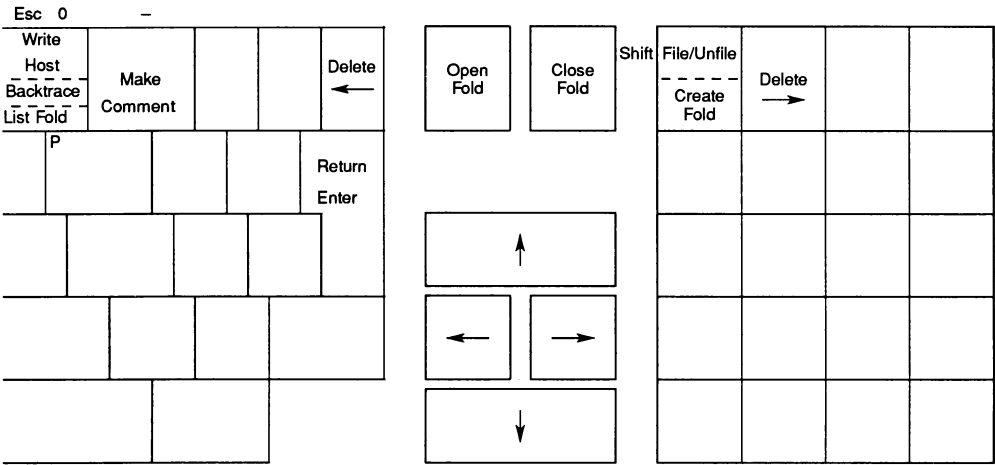 Esc 0 –
Write
Host
Backtrace
List Fold
Make
Comment
Delete
Open
Fold
Close
Fold
Shift
File/Unfile
Create
Fold
Delete
P
Return
Enter